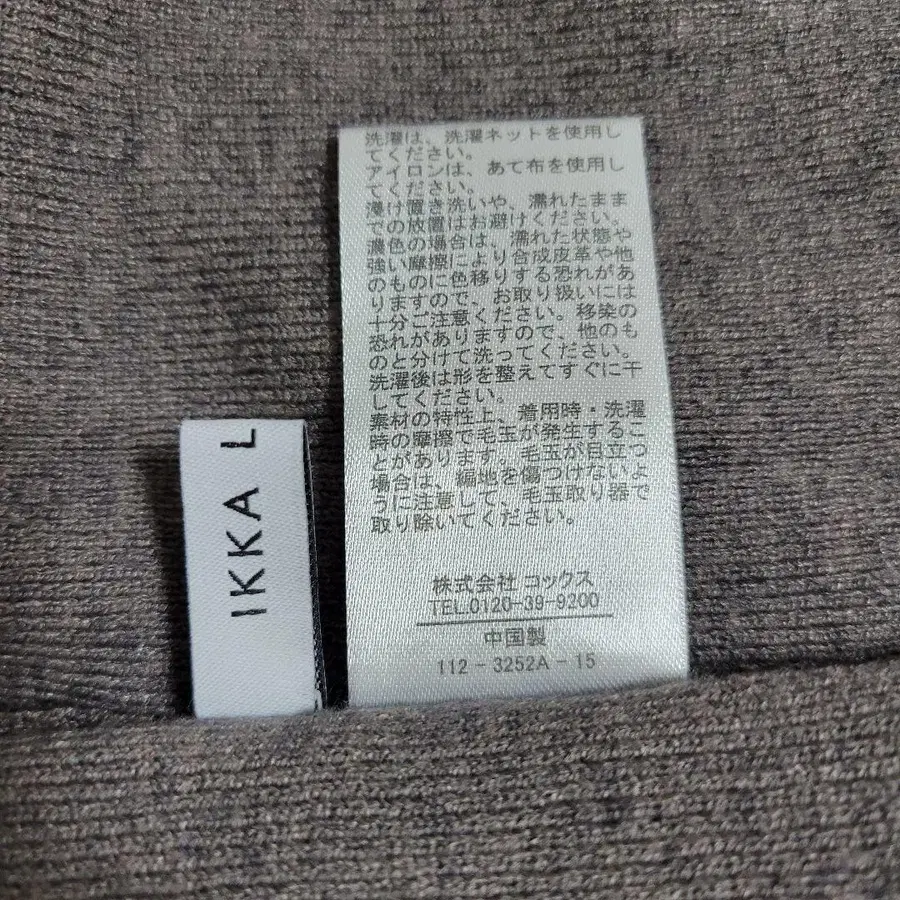 洗濯は、洗濯ネットを使用し
てください。
アイロンは、あて布を使用し
てください。
浸け置き洗いや、濡れたまま
での放置はお避けください。
濃色の場合は、濡れた状態や
強い摩擦により合成皮革や他
のものに色移りする恐れがあ
りますので、お取り扱いには
十分ご注意ください。移染の
恐れがありますので、他のも
のと分けて洗ってください。
洗濯後は形を整えてすぐに干
してください。
素材の特性上、着用時・洗濯
時の摩擦で毛玉が発生するこ
とがあります。毛玉が目立つ
場合は、編地を傷つけないよ
うに注意して、毛玉取り器で
取り除いてください。
株式会社 コックス
TEL.0120-39-9200
中国製
112 - 3252A - 15
IKKA L